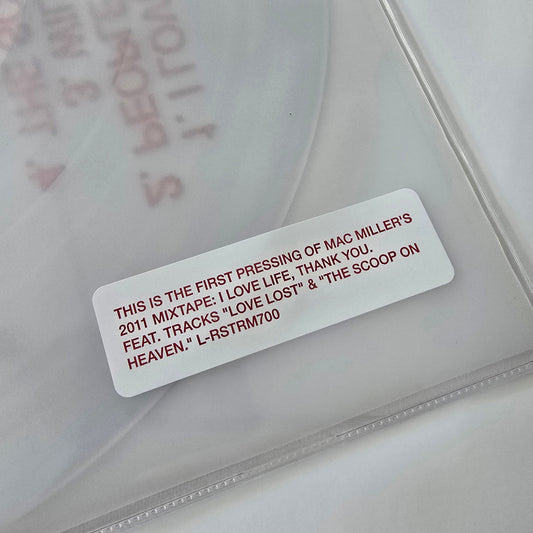 THIS IS THE FIRST PRESSING OF MAC MILLER'S
2011 MIXTAPE: I LOVE LIFE, THANK YOU.
FEAT. TRACKS "LOVE LOST" & "THE SCOOP ON
HEAVEN." L-RSTRM700